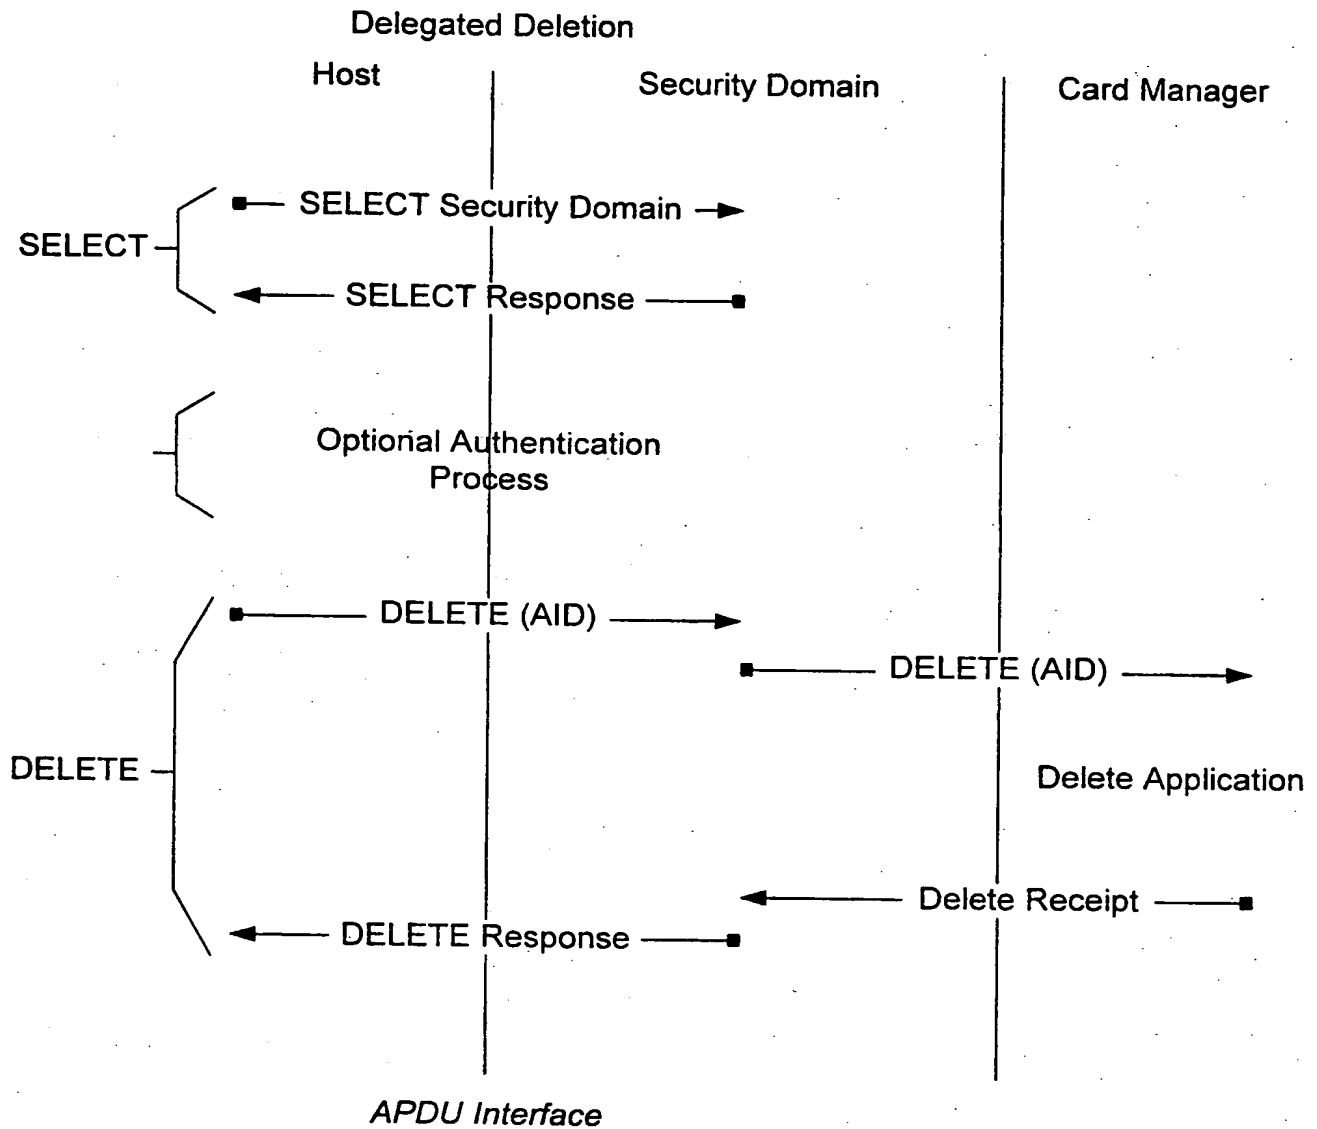 Delegated Deletion
Host
Security Domain
Card Manager
SELECT Security Domain
SELECT
SELECT Response
Optional Authentication
Process
DELETE (AID)
DELETE (AID)
DELETE
Delete Application
Delete Receipt
DELETE Response
APDU Interface